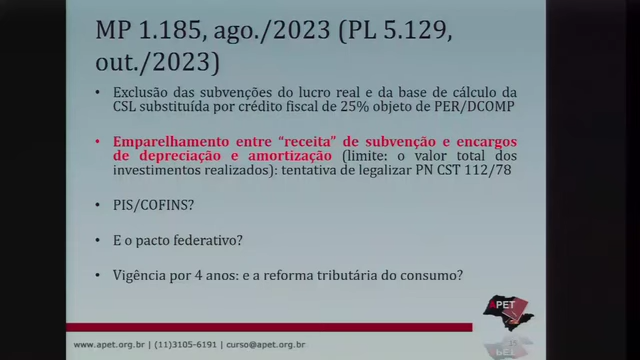 MP 1.185, ago./2023 (PL 5.129,
out./2023)
• Exclusão das subvenções do lucro real e da base de cálculo da
CSL substituída por crédito fiscal de 25% objeto de PER/DCOMP
• Emparelhamento entre “receita” de subvenção e encargos
de depreciação e amortização (limite: o valor total dos
investimentos realizados): tentativa de legalizar PN CST 112/78
• PIS/COFINS?
• E o pacto federativo?
• Vigência por 4 anos: e a reforma tributária do consumo?
APET
www.apet.org.br | (11)3105-6191 | curso@apet.org.br